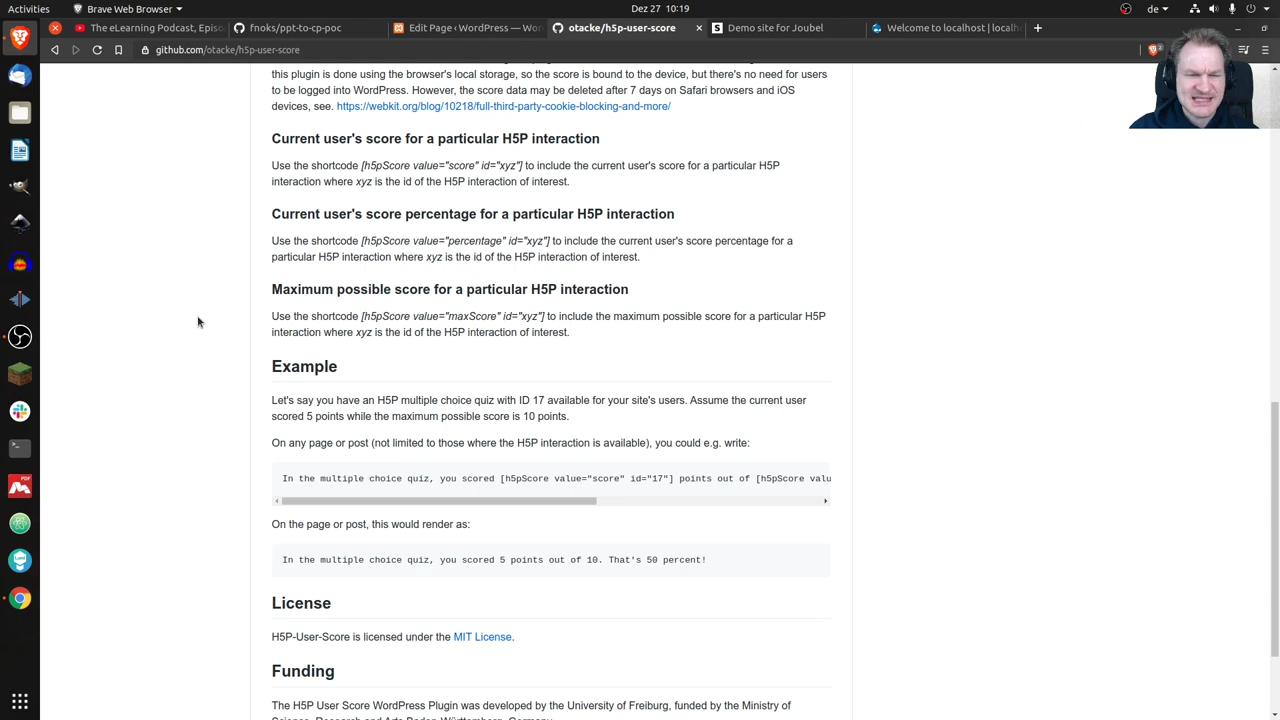 Activities
Brave Web Browser
Dez 27 10:19
de
The eLearning Podcast, Episo
fnoks/ppt-to-cp-poc
Edit Page ‹ WordPress — Wor
otacke/h5p-user-score
Demo site for Joubel
Welcome to localhost | localh
github.com/otacke/h5p-user-score
this plugin is done using the browser's local storage, so the score is bound to the device, but there's no need for users
to be logged into WordPress. However, the score data may be deleted after 7 days on Safari browsers and iOS
devices, see. https://webkit.org/blog/10218/full-third-party-cookie-blocking-and-more/
Current user's score for a particular H5P interaction
Use the shortcode [h5pScore value="score" id="xyz"] to include the current user's score for a particular H5P
interaction where xyz is the id of the H5P interaction of interest.
Current user's score percentage for a particular H5P interaction
Use the shortcode [h5pScore value="percentage" id="xyz"] to include the current user's score percentage for a
particular H5P interaction where xyz is the id of the H5P interaction of interest.
Maximum possible score for a particular H5P interaction
Use the shortcode [h5pScore value="maxScore" id="xyz"] to include the maximum possible score for a particular H5P
interaction where xyz is the id of the H5P interaction of interest.
Example
Let's say you have an H5P multiple choice quiz with ID 17 available for your site's users. Assume the current user
scored 5 points while the maximum possible score is 10 points.
On any page or post (not limited to those where the H5P interaction is available), you could e.g. write:
In the multiple choice quiz, you scored [h5pScore value="score" id="17"] points out of [h5pScore valu
On the page or post, this would render as:
In the multiple choice quiz, you scored 5 points out of 10. That's 50 percent!
License
H5P-User-Score is licensed under the MIT License.
Funding
The H5P User Score WordPress Plugin was developed by the University of Freiburg, funded by the Ministry of
Science, Research and Arts Baden-Württemberg, Germany